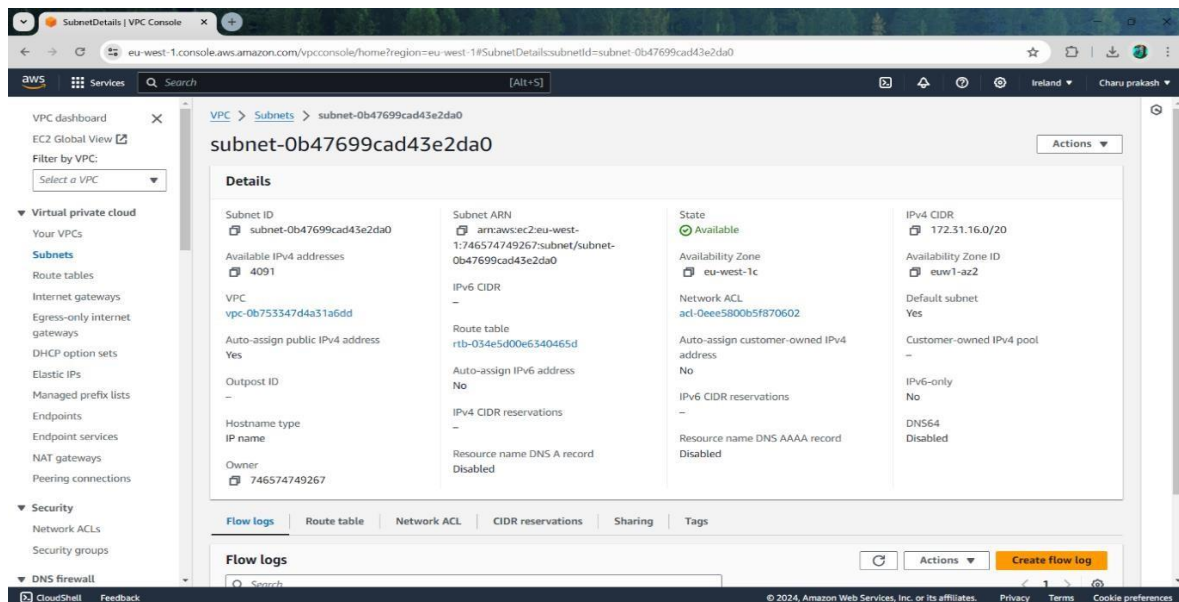 SubnetDetails | VPC Console
eu-west-1.console.aws.amazon.com/vpcconsole/home?region=eu-west-1#SubnetDetails:subnetId=subnet-0b47699cad43e2da0
aws Services Search [Alt+S] Ireland Charu prakash
VPC dashboard
EC2 Global View
Filter by VPC:
Select a VPC
Virtual private cloud
Your VPCs
Subnets
Route tables
Internet gateways
Egress-only internet
gateways
DHCP option sets
Elastic IPs
Managed prefix lists
Endpoints
Endpoint services
NAT gateways
Peering connections
Security
Network ACLs
Security groups
DNS firewall
VPC > Subnets > subnet-0b47699cad43e2da0
subnet-0b47699cad43e2da0
Actions
Details
Subnet ID
subnet-0b47699cad43e2da0
Available IPv4 addresses
4091
VPC
vpc-0b753347d4a31a6dd
Auto-assign public IPv4 address
Yes
Outpost ID
–
Hostname type
IP name
Owner
746574749267
Subnet ARN
arn:aws:ec2:eu-west-
1:746574749267:subnet/subnet-
0b47699cad43e2da0
IPv6 CIDR
–
Route table
rtb-034e5d00e6340465d
Auto-assign IPv6 address
No
IPv4 CIDR reservations
–
Resource name DNS A record
Disabled
State
Available
Availability Zone
eu-west-1c
Network ACL
acl-0eee5800b5f870602
Auto-assign customer-owned IPv4
address
No
IPv6 CIDR reservations
–
Resource name DNS AAAA record
Disabled
IPv4 CIDR
172.31.16.0/20
Availability Zone ID
euw1-az2
Default subnet
Yes
Customer-owned IPv4 pool
–
IPv6-only
No
DNS64
Disabled
Flow logs Route table Network ACL CIDR reservations Sharing Tags
Flow logs
Actions
Create flow log
Search
1
CloudShell Feedback © 2024, Amazon Web Services, Inc. or its affiliates. Privacy Terms Cookie preferences